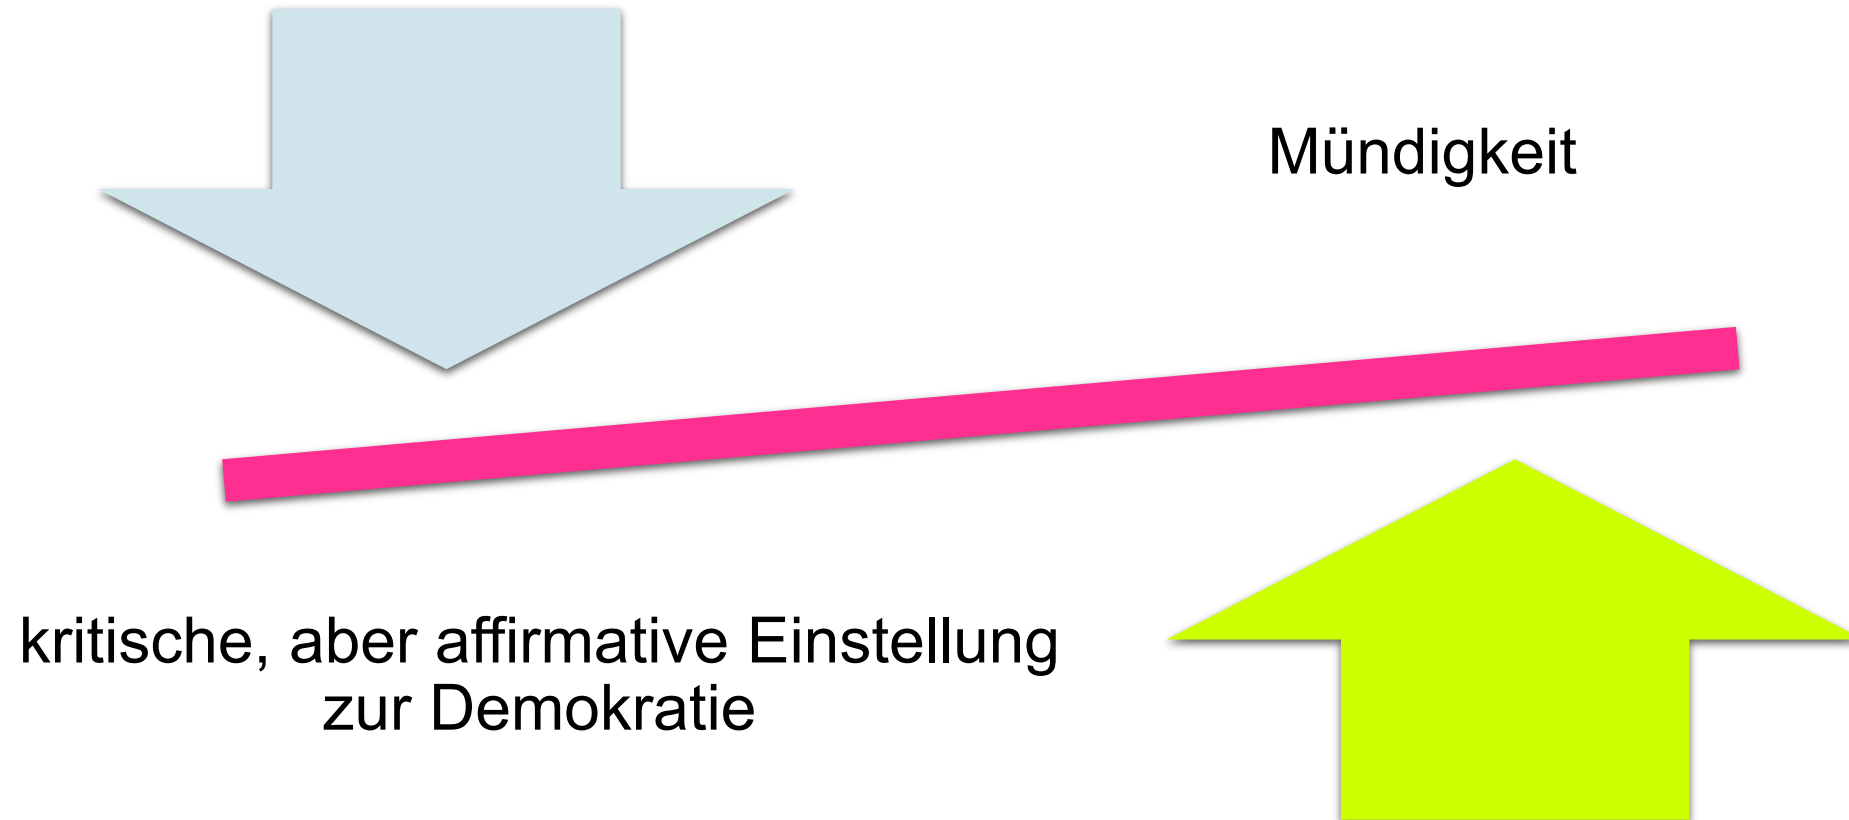 Mündigkeit
kritische, aber affirmative Einstellung
zur Demokratie